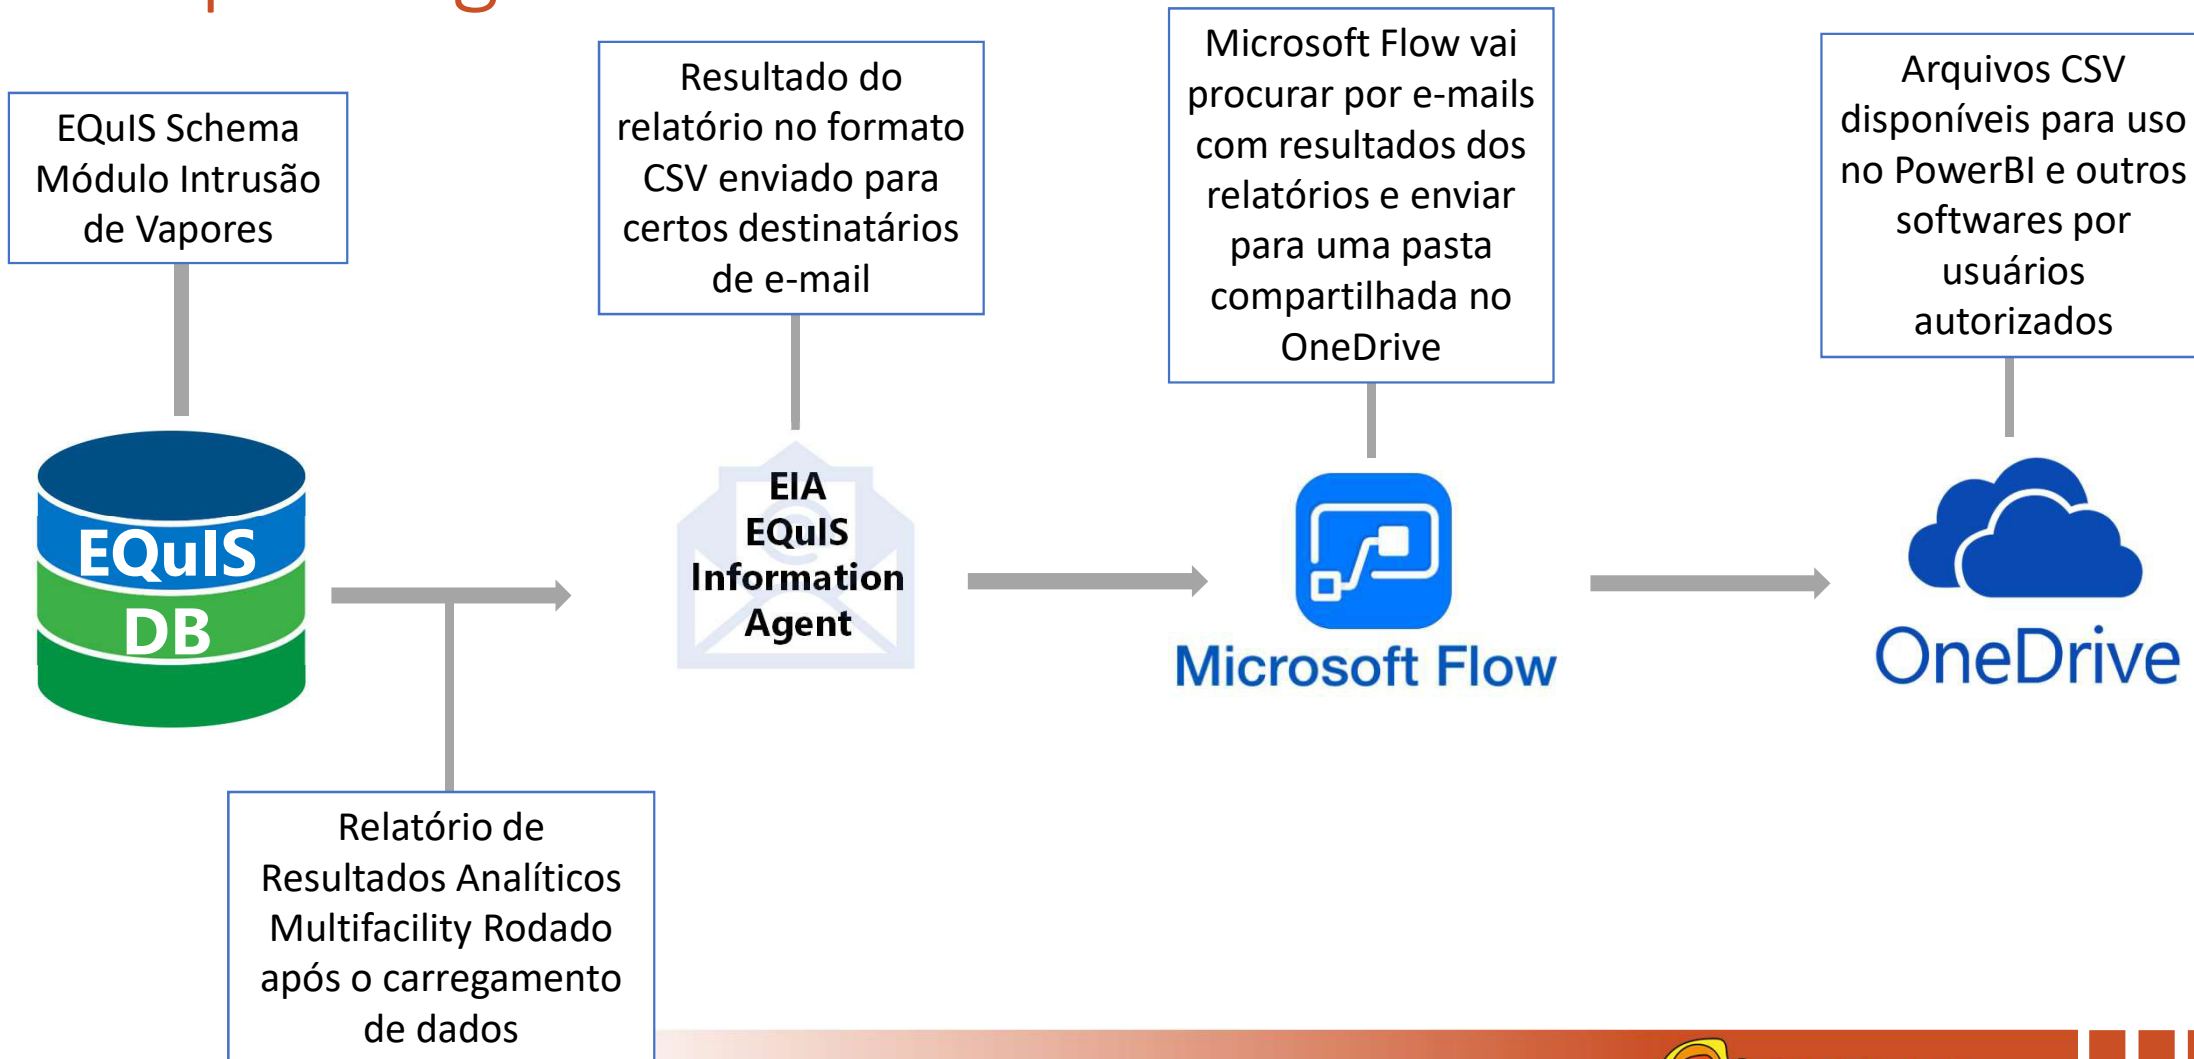 EQuIS Schema
Módulo Intrusão
de Vapores
Resultado do
relatório no formato
CSV enviado para
certos destinatários
de e-mail
Microsoft Flow vai
procurar por e-mails
com resultados dos
relatórios e enviar
para uma pasta
compartilhada no
OneDrive
Arquivos CSV
disponíveis para uso
no PowerBI e outros
softwares por
usuários
autorizados
EQuIS
DB
EIA
EQuIS
Information
Agent
Microsoft Flow
OneDrive
Relatório de
Resultados Analíticos
Multifacility Rodado
após o carregamento
de dados